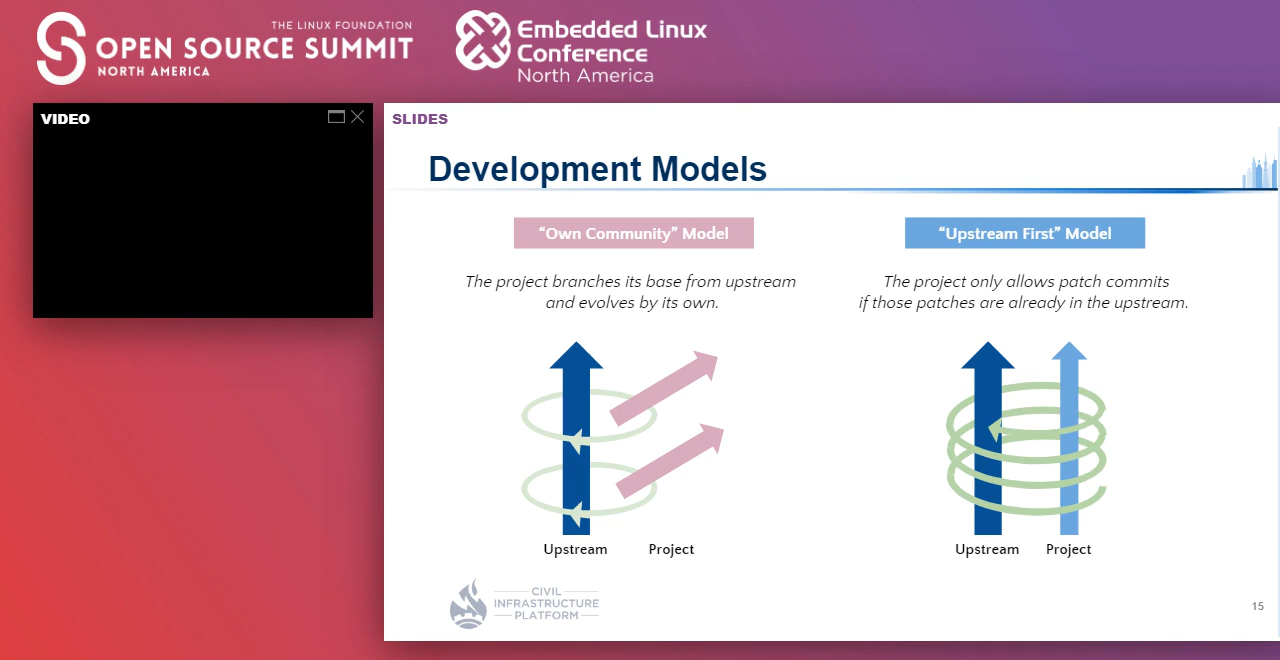 THE LINUX FOUNDATION
OPEN SOURCE SUMMIT
NORTH AMERICA
Embedded Linux
Conference
North America
VIDEO
SLIDES
Development Models
“Own Community” Model
The project branches its base from upstream
and evolves by its own.
Upstream
Project
“Upstream First” Model
The project only allows patch commits
if those patches are already in the upstream.
Upstream
Project
CIVIL
INFRASTRUCTURE
PLATFORM
15